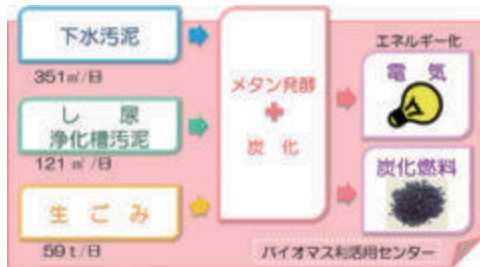 下水汚泥
351㎥/日
し尿
浄化槽汚泥
121㎥/日
生ごみ
59t/日
メタン発酵
+
炭化
エネルギー化
電気
炭化燃料
バイオマス利活用センター